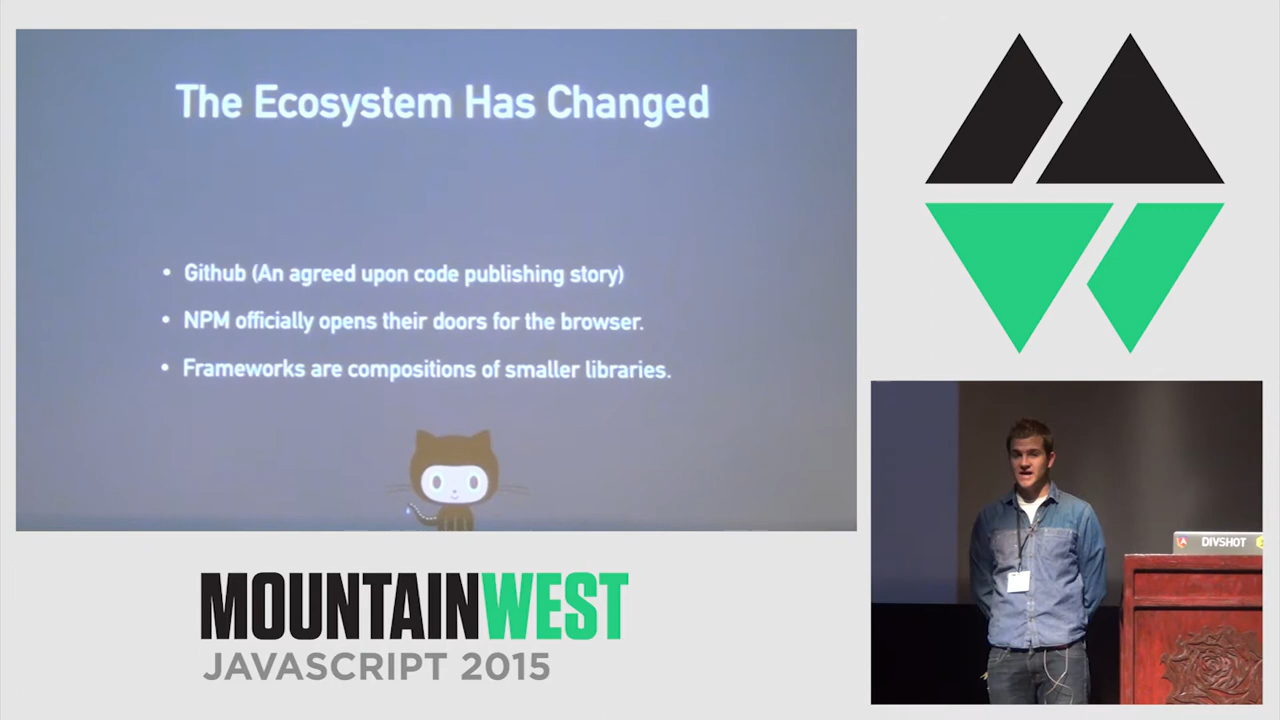 The Ecosystem Has Changed
• Github (An agreed upon code publishing story)
• NPM officially opens their doors for the browser.
• Frameworks are compositions of smaller libraries.
MOUNTAINWEST
JAVASCRIPT 2015
DIVSHOT